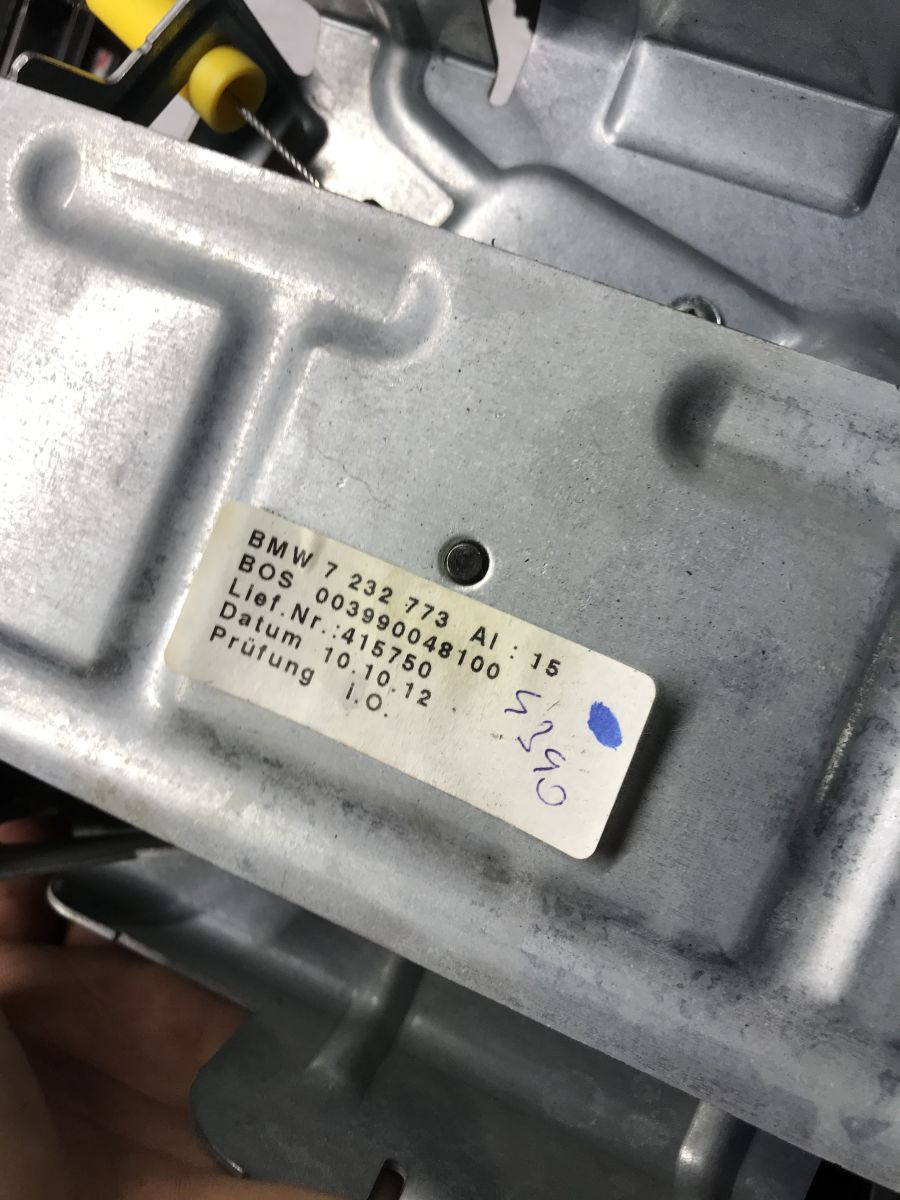 BMW 7 232 773 AI : 15
BOS 003990048100
Lief.Nr.:415750
Datum 10.10.12
Prüfung i.O.